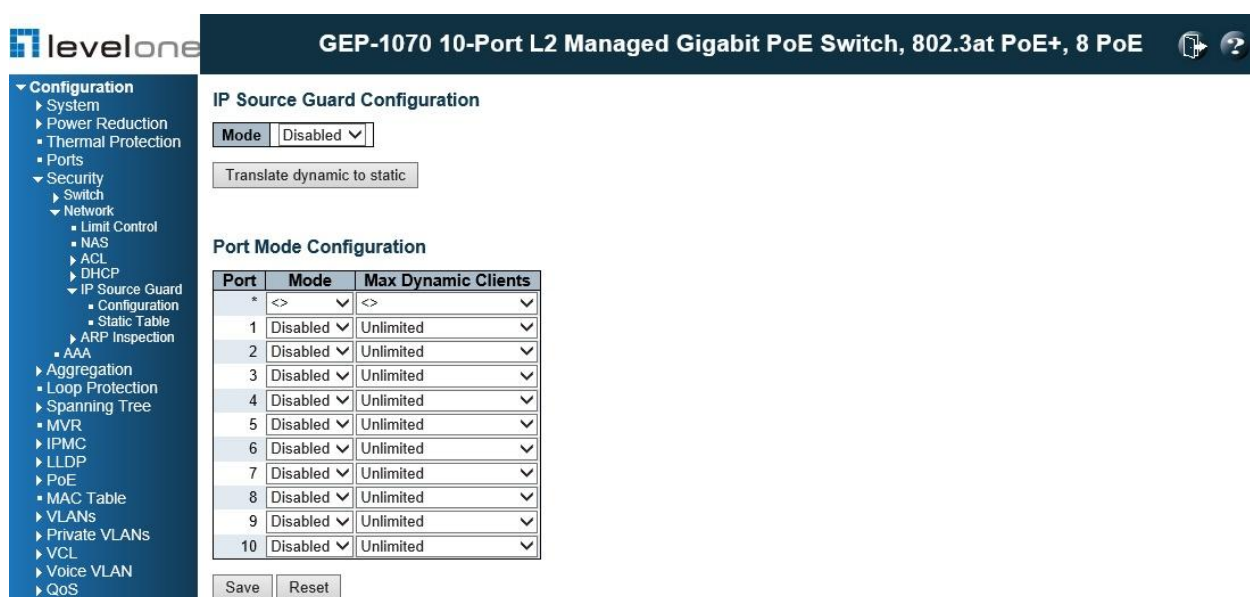 levelone
GEP-1070 10-Port L2 Managed Gigabit PoE Switch, 802.3at PoE+, 8 PoE
?
Configuration
System
Power Reduction
Thermal Protection
Ports
Security
Switch
Network
Limit Control
NAS
ACL
DHCP
IP Source Guard
Configuration
Static Table
ARP Inspection
AAA
Aggregation
Loop Protection
Spanning Tree
MVR
IPMC
LLDP
PoE
MAC Table
VLANs
Private VLANs
VCL
Voice VLAN
QoS
IP Source Guard Configuration
Mode Disabled
Translate dynamic to static
Port Mode Configuration
Port Mode Max Dynamic Clients
* <> <>
1 Disabled Unlimited
2 Disabled Unlimited
3 Disabled Unlimited
4 Disabled Unlimited
5 Disabled Unlimited
6 Disabled Unlimited
7 Disabled Unlimited
8 Disabled Unlimited
9 Disabled Unlimited
10 Disabled Unlimited
Save Reset